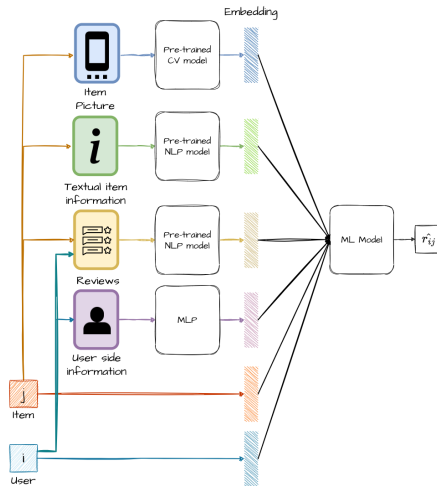 Embedding
Pre-trained
CV model
Item
Picture
i
Pre-trained
NLP model
Textual item
information
Pre-trained
NLP model
ML Model
r̂ij
Reviews
MLP
User side
information
j
Item
i
User